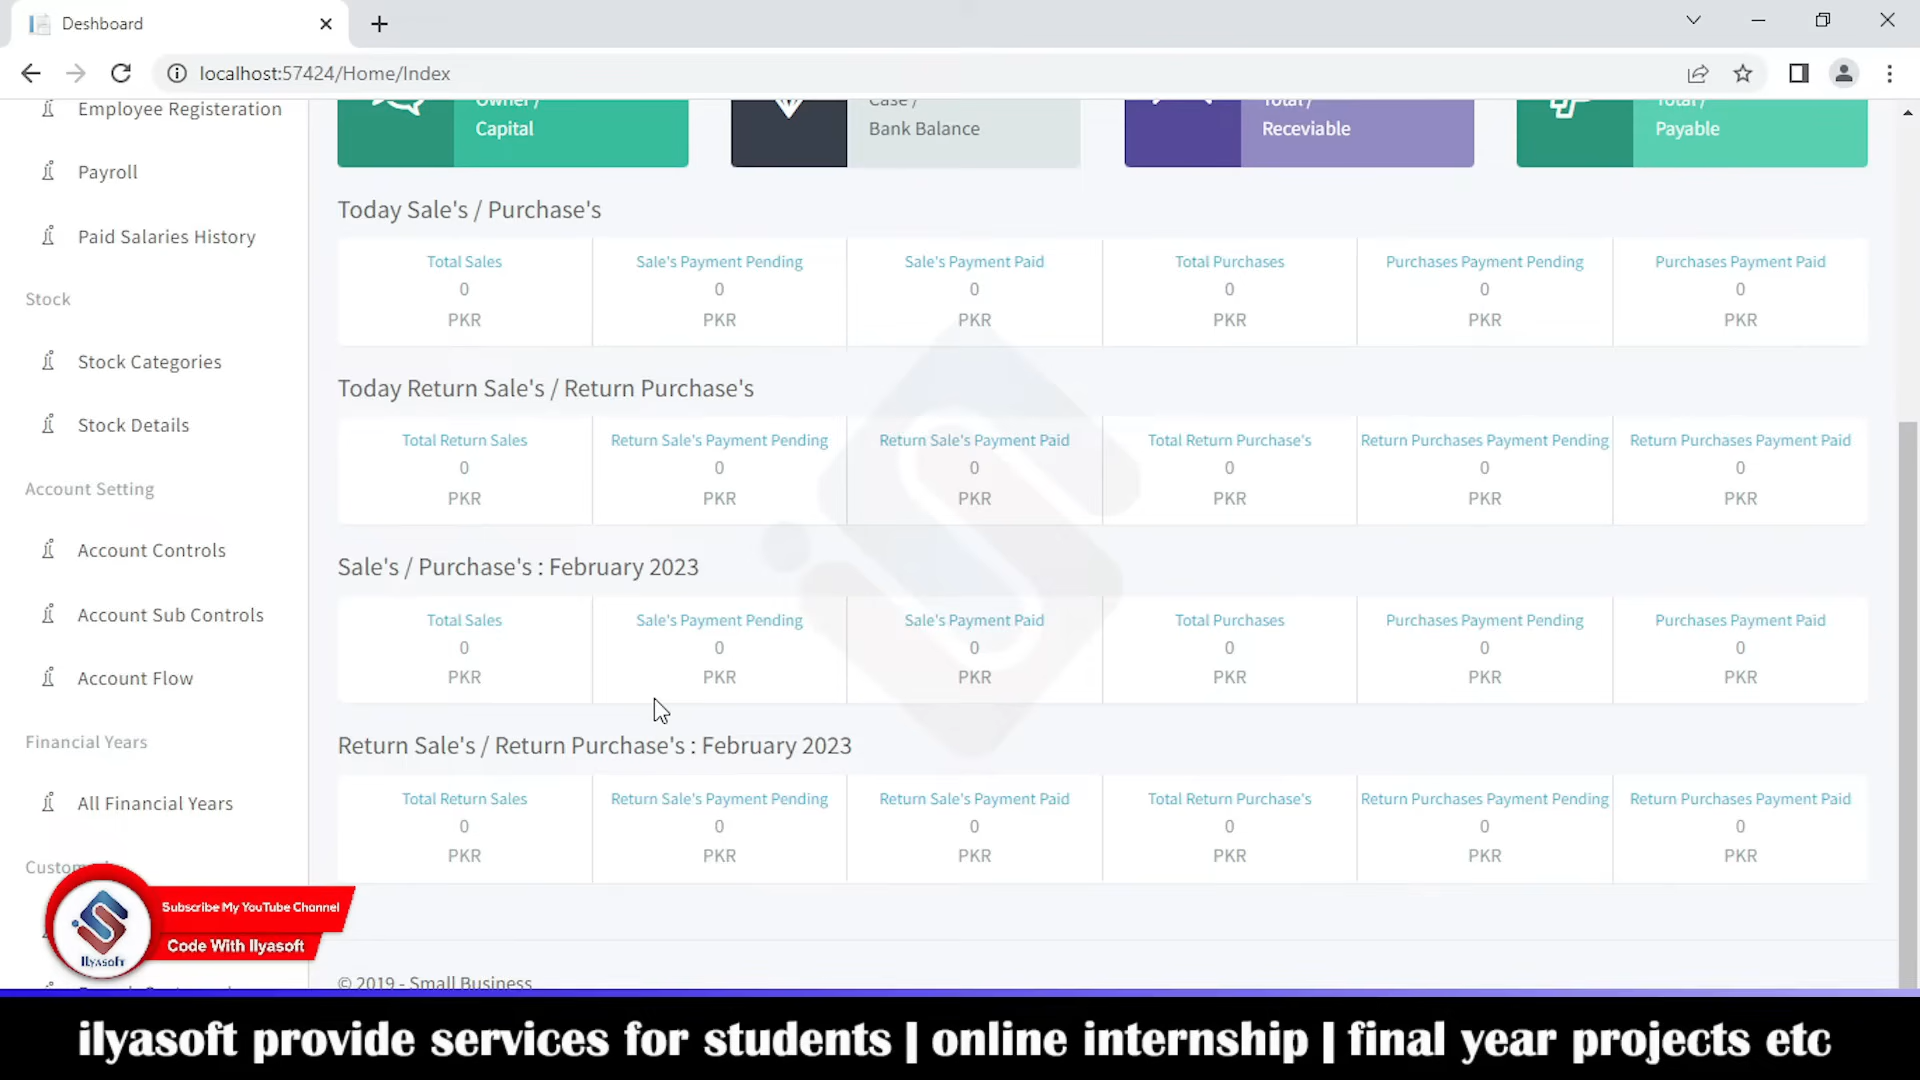 Deshboard
localhost:57424/Home/Index
Employee Registeration
Payroll
Paid Salaries History
Stock
Stock Categories
Stock Details
Account Setting
Account Controls
Account Sub Controls
Account Flow
Financial Years
All Financial Years
Owner /
Capital
Case /
Bank Balance
Total /
Receviable
Total /
Payable
Today Sale's / Purchase's
Total Sales
0
PKR
Sale's Payment Pending
0
PKR
Sale's Payment Paid
0
PKR
Total Purchases
0
PKR
Purchases Payment Pending
0
PKR
Purchases Payment Paid
0
PKR
Today Return Sale's / Return Purchase's
Total Return Sales
0
PKR
Return Sale's Payment Pending
0
PKR
Return Sale's Payment Paid
0
PKR
Total Return Purchase's
0
PKR
Return Purchases Payment Pending
0
PKR
Return Purchases Payment Paid
0
PKR
Sale's / Purchase's : February 2023
Total Sales
0
PKR
Sale's Payment Pending
0
PKR
Sale's Payment Paid
0
PKR
Total Purchases
0
PKR
Purchases Payment Pending
0
PKR
Purchases Payment Paid
0
PKR
Return Sale's / Return Purchase's : February 2023
Total Return Sales
0
PKR
Return Sale's Payment Pending
0
PKR
Return Sale's Payment Paid
0
PKR
Total Return Purchase's
0
PKR
Return Purchases Payment Pending
0
PKR
Return Purchases Payment Paid
0
PKR
© 2019 - Small Business
Subscribe My YouTube Channel
Code With Ilyasoft
Ilyasoft
ilyasoft provide services for students | online internship | final year projects etc